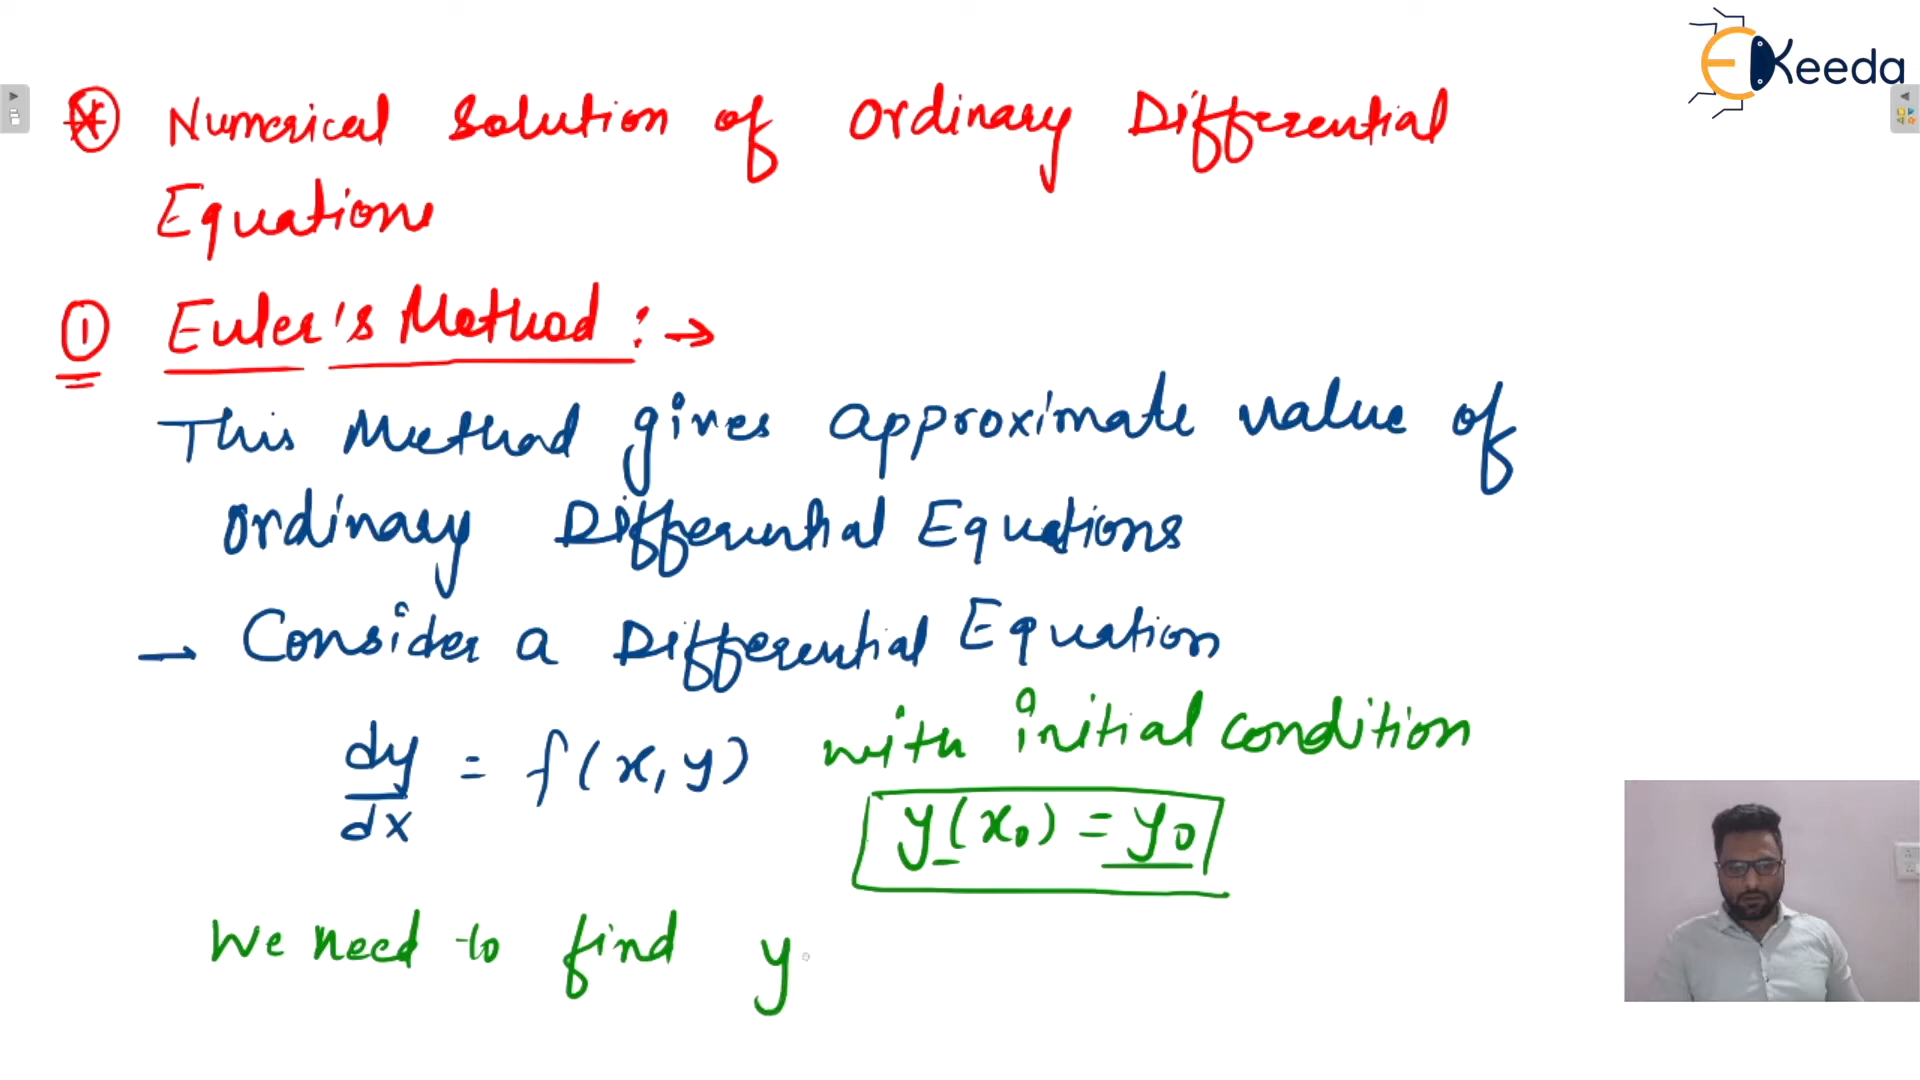 EKeeda
Numerical Solution of Ordinary Differential
Equations
① Euler's Method : →
This Method gives approximate value of
Ordinary Differential Equations
→ Consider a Differential Equation
dy/dx = f(x, y) with initial condition
y(x₀) = y₀
We need to find y